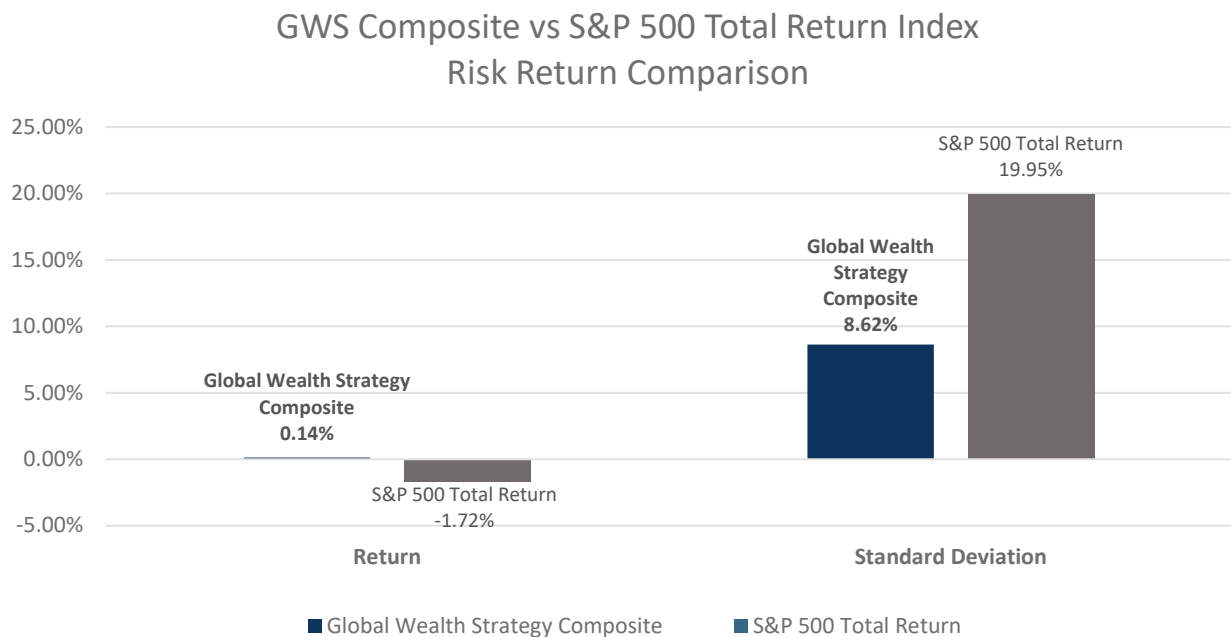 GWS Composite vs S&P 500 Total Return Index
Risk Return Comparison
25.00%
20.00%
15.00%
10.00%
5.00%
0.00%
-5.00%
Global Wealth Strategy
Composite
0.14%
S&P 500 Total Return
-1.72%
Global Wealth
Strategy
Composite
8.62%
S&P 500 Total Return
19.95%
Return
Standard Deviation
Global Wealth Strategy Composite
S&P 500 Total Return